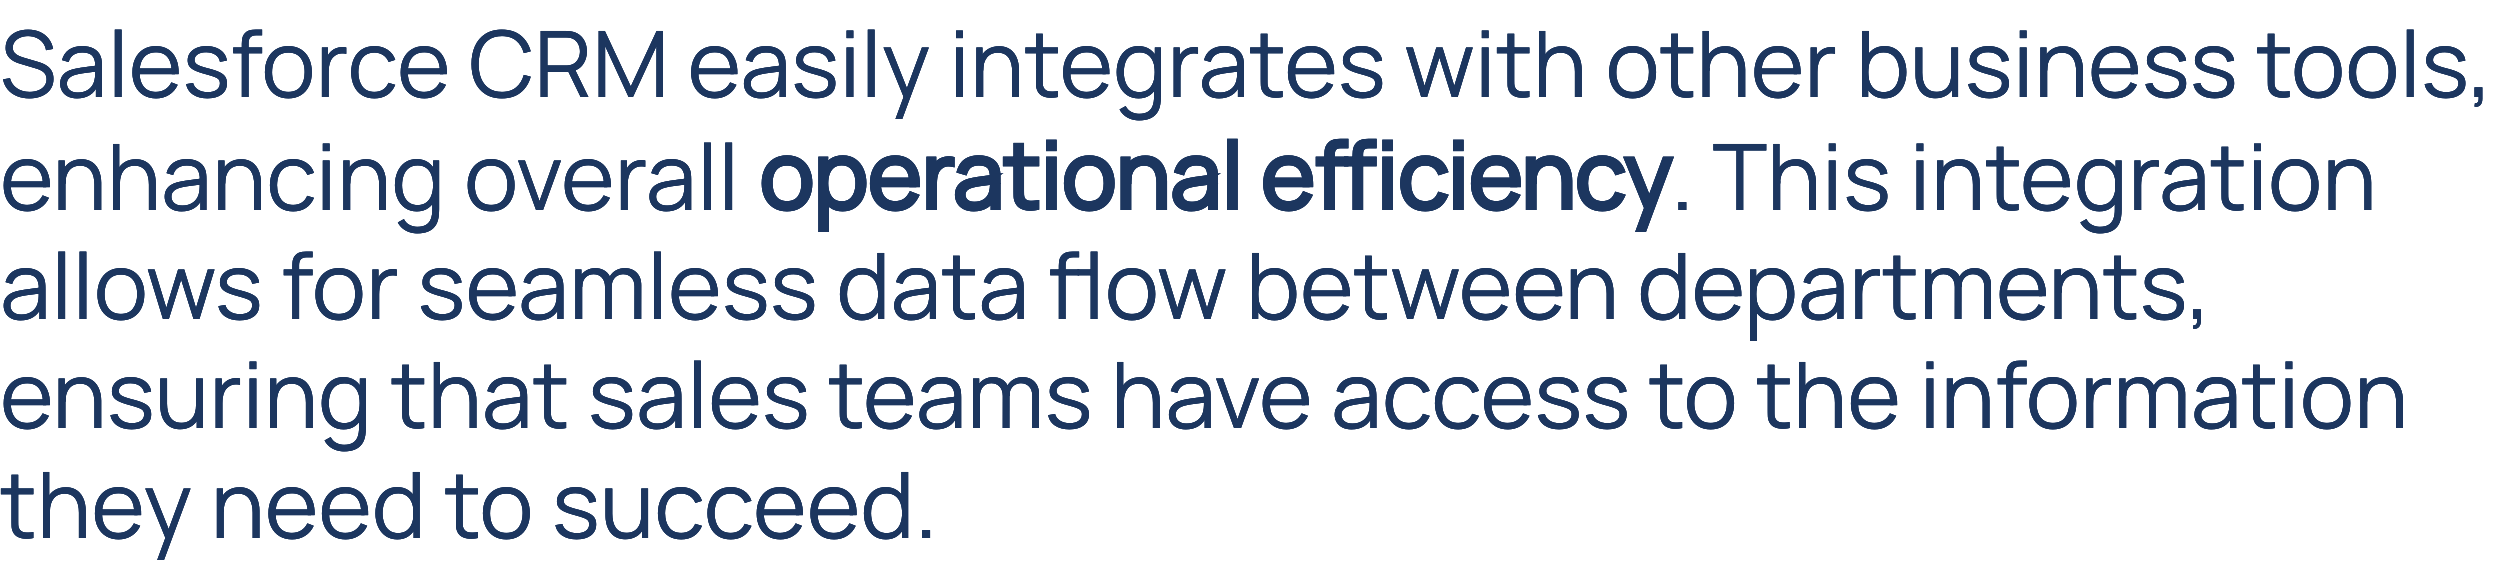 Salesforce CRM easily integrates with other business tools,
enhancing overall operational efficiency. This integration
allows for seamless data flow between departments,
ensuring that sales teams have access to the information
they need to succeed.